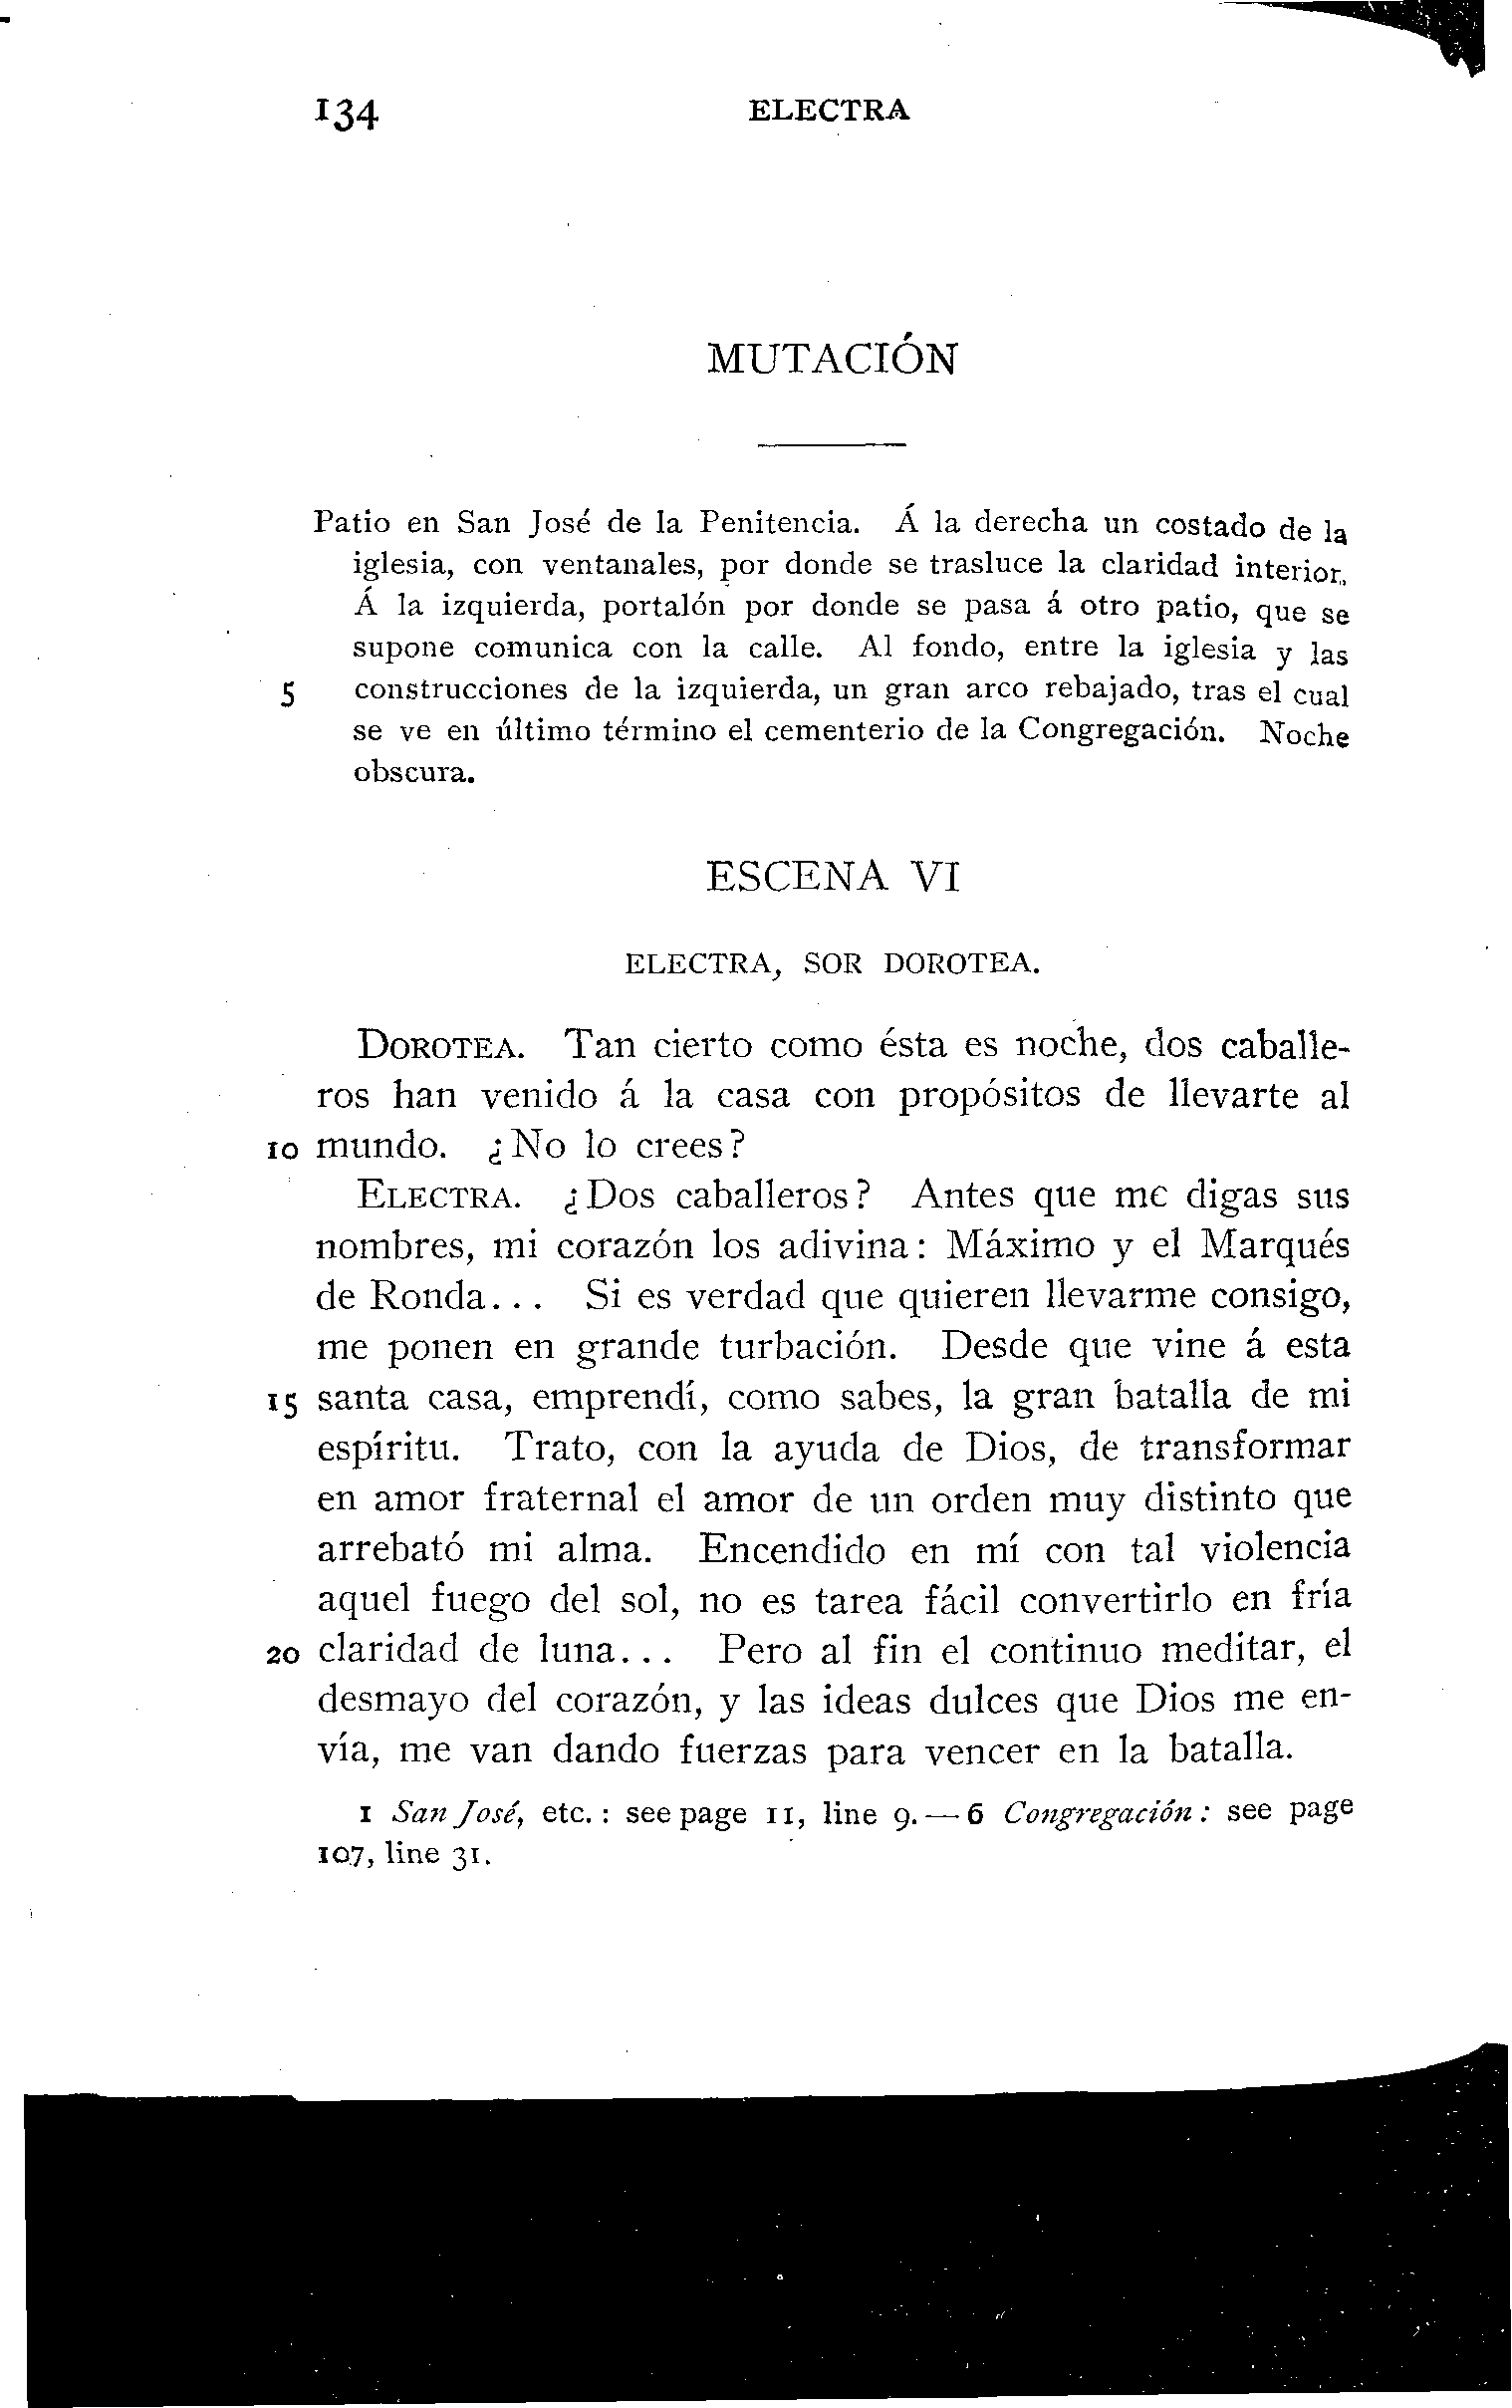 134 ELECTRA
MUTACIÓN
Patio en San José de la Penitencia. Á la derecha un costado de la
iglesia, con ventanales, por donde se trasluce la claridad interior.
Á la izquierda, portalón por donde se pasa á otro patio, que se
supone comunica con la calle. Al fondo, entre la iglesia y las
5 construcciones de la izquierda, un gran arco rebajado, tras el cual
se ve en último término el cementerio de la Congregación. Noche
obscura.
ESCENA VI
ELECTRA, SOR DOROTEA.
DOROTEA. Tan cierto como ésta es noche, dos caballe-
ros han venido á la casa con propósitos de llevarte al
10 mundo. ¿No lo crees?
ELECTRA. ¿Dos caballeros? Antes que me digas sus
nombres, mi corazón los adivina: Máximo y el Marqués
de Ronda... Si es verdad que quieren llevarme consigo,
me ponen en grande turbación. Desde que vine á esta
15 santa casa, emprendí, como sabes, la gran batalla de mi
espíritu. Trato, con la ayuda de Dios, de transformar
en amor fraternal el amor de un orden muy distinto que
arrebató mi alma. Encendido en mí con tal violencia
aquel fuego del sol, no es tarea fácil convertirlo en fría
20 claridad de luna... Pero al fin el continuo meditar, el
desmayo del corazón, y las ideas dulces que Dios me en-
vía, me van dando fuerzas para vencer en la batalla.
1 San José, etc.: see page 11, line 9.—6 Congregación: see page
107, line 31.